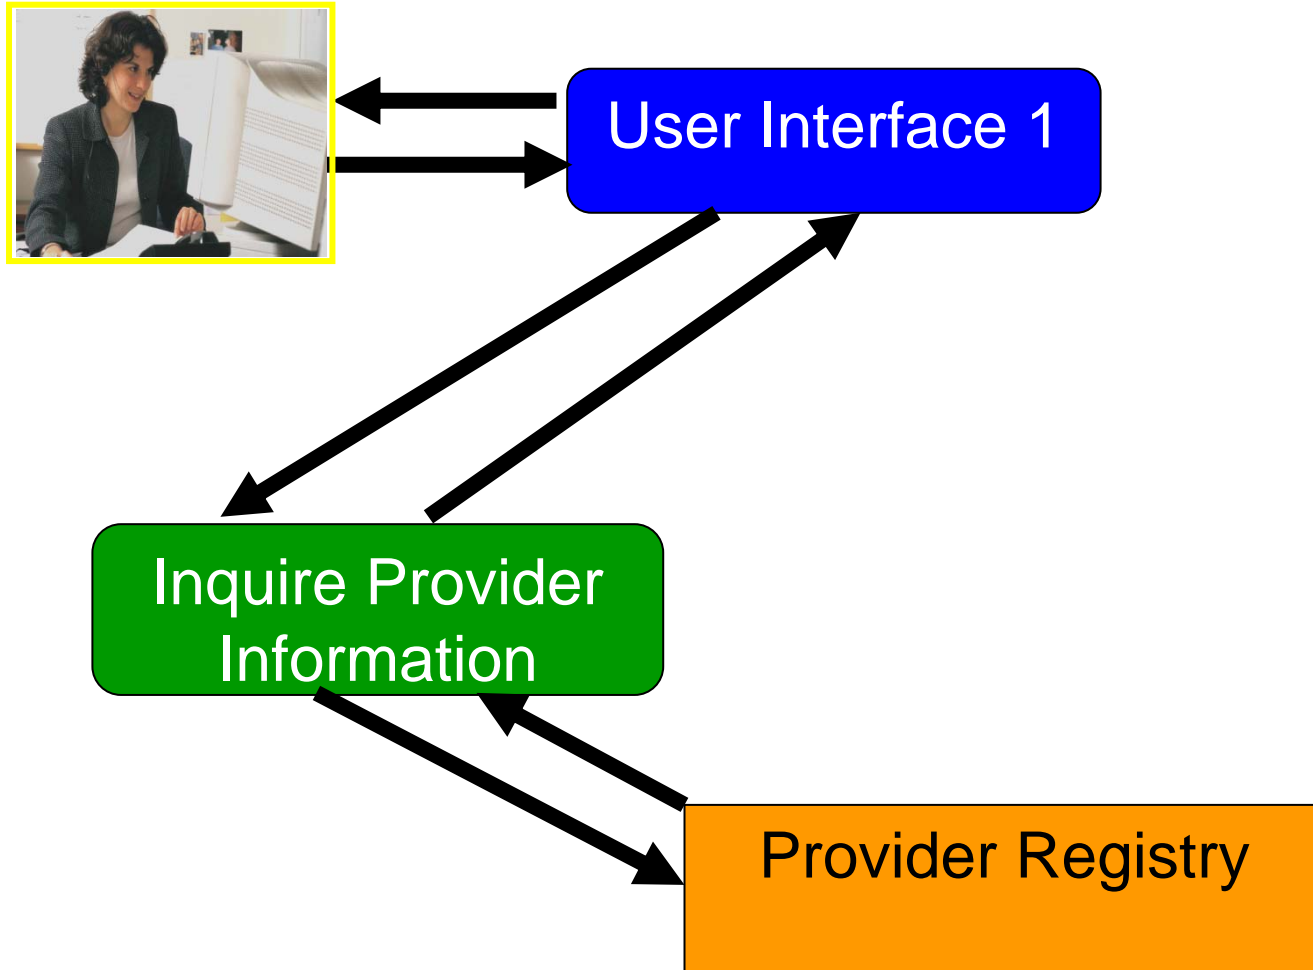 User Interface 1
Inquire Provider
Information
Provider Registry